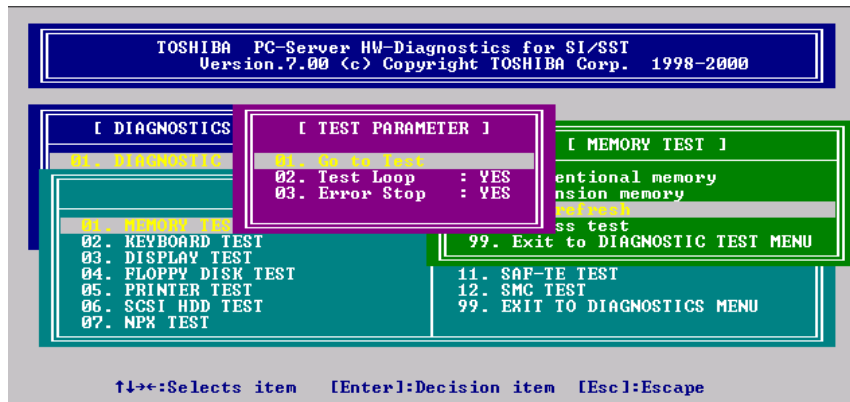 TOSHIBA PC-Server HW-Diagnostics for SI/SST
Version.7.00 (c) Copyright TOSHIBA Corp. 1998-2000
[ DIAGNOSTICS
01. DIAGNOSTIC
[ TEST PARAMETER ]
01. Go to Test
02. Test Loop : YES
03. Error Stop : YES
[ MEMORY TEST ]
entional memory
nsion memory
refresh
ss test
99. Exit to DIAGNOSTIC TEST MENU
01. MEMORY TES
02. KEYBOARD TEST
03. DISPLAY TEST
04. FLOPPY DISK TEST
05. PRINTER TEST
06. SCSI HDD TEST
07. NPX TEST
11. SAF-TE TEST
12. SMC TEST
99. EXIT TO DIAGNOSTICS MENU
↑↓→←:Selects item [Enter]:Decision item [Esc]:Escape